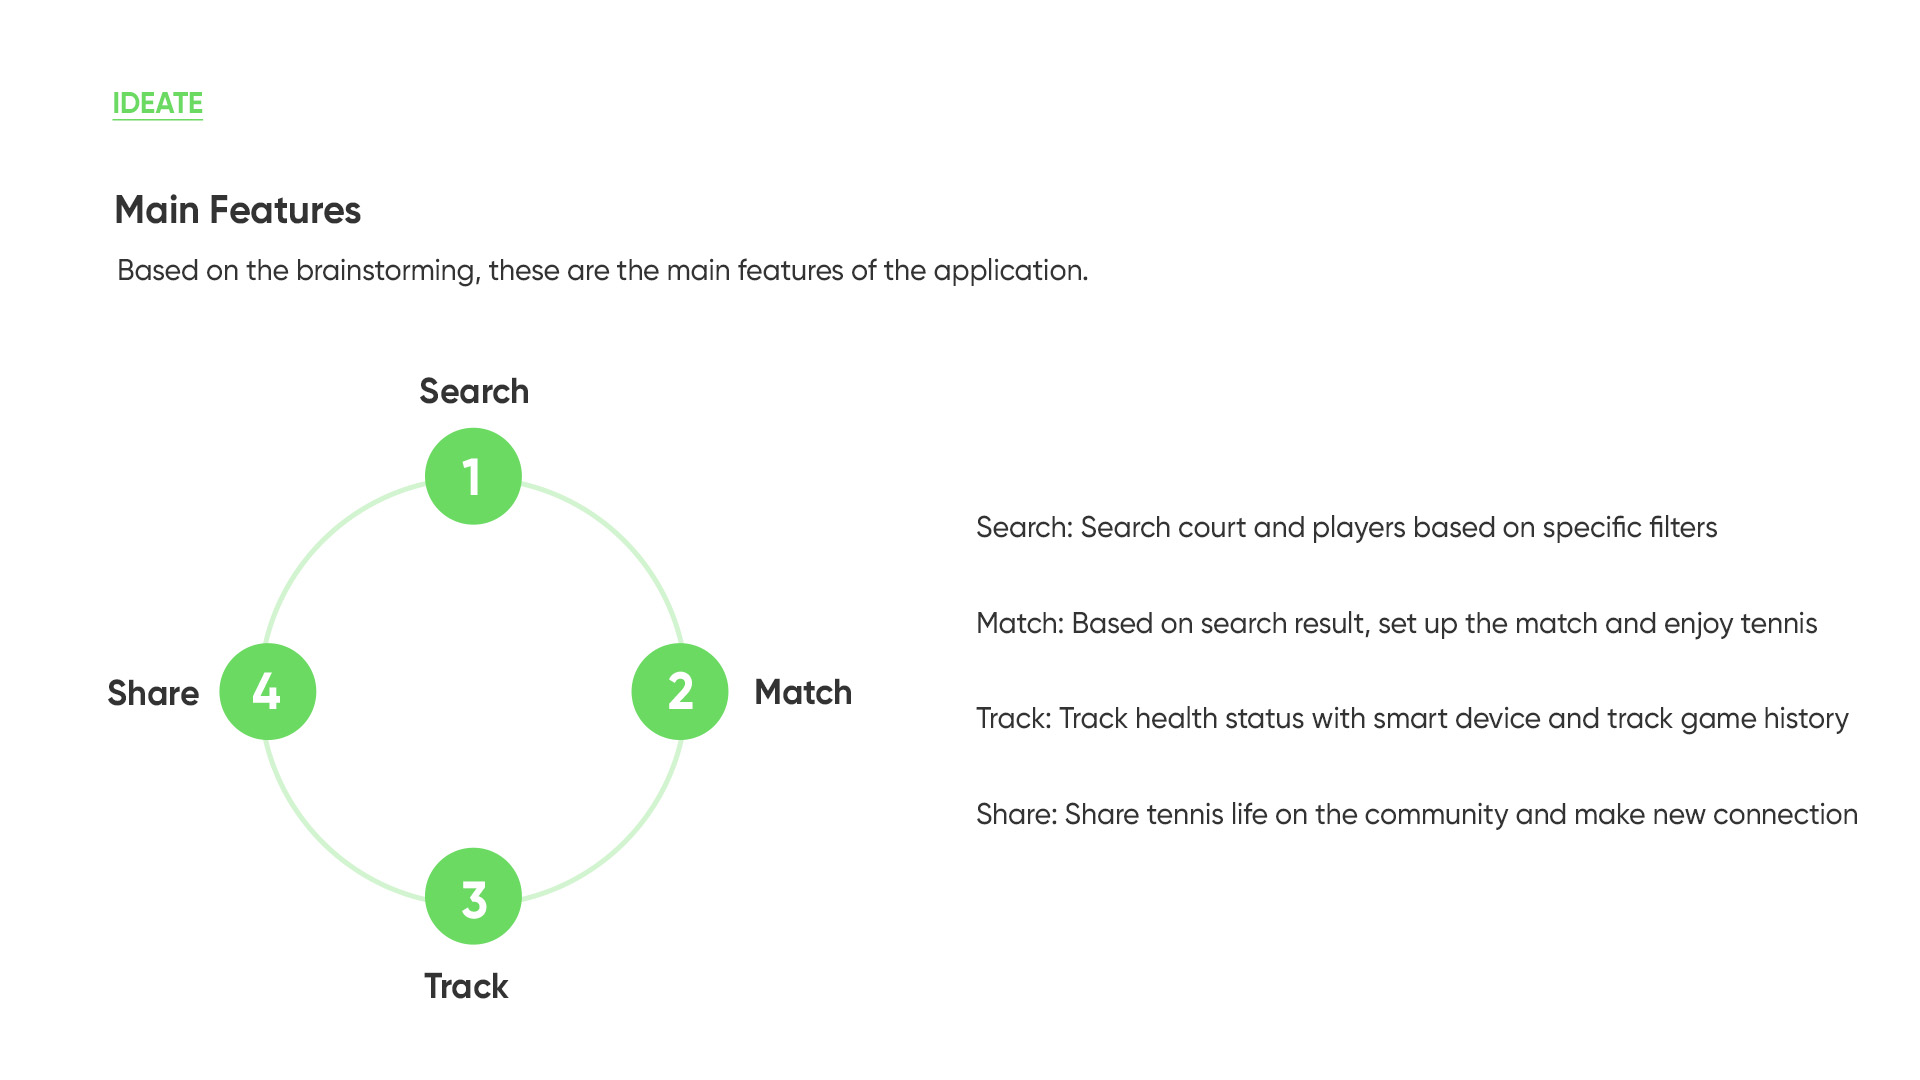 IDEATE
Main Features
Based on the brainstorming, these are the main features of the application.
Search
1
Share
4
2
Match
3
Track
Search: Search court and players based on specific filters
Match: Based on search result, set up the match and enjoy tennis
Track: Track health status with smart device and track game history
Share: Share tennis life on the community and make new connection